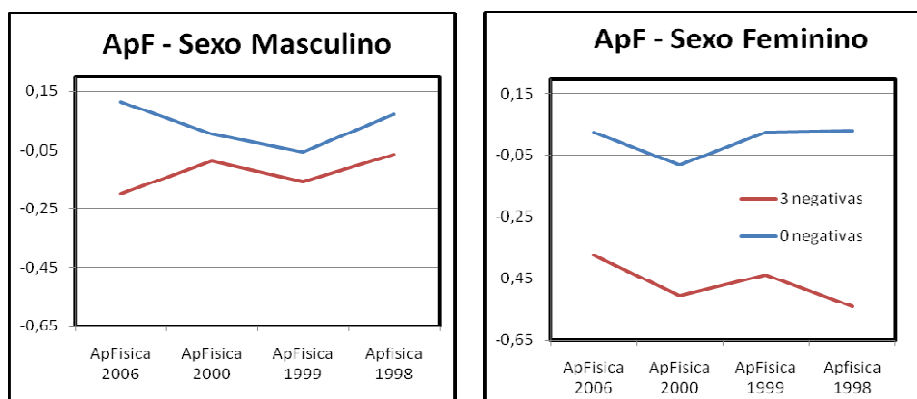 ApF - Sexo Masculino
0,15
-0,05
-0,25
-0,45
-0,65
ApFisica 2006
ApFisica 2000
ApFisica 1999
Apfisica 1998
ApF - Sexo Feminino
0,15
-0,05
-0,25
-0,45
-0,65
3 negativas
0 negativas
ApFisica 2006
ApFisica 2000
ApFisica 1999
Apfisica 1998